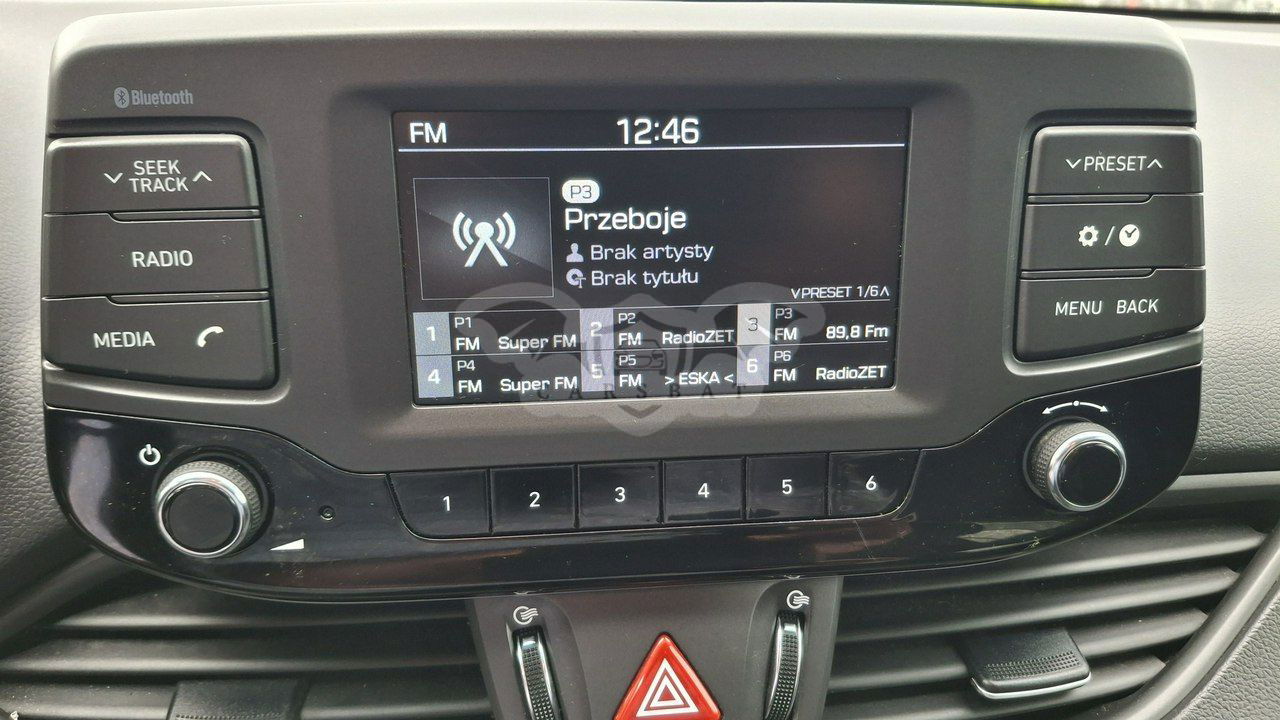 Bluetooth
FM 12:46
P3
Przeboje
Brak artysty
Brak tytułu
PRESET 1/6
1 P1 FM Super FM
2 P2 FM RadioZET
3 P3 FM 89,8 Fm
4 P4 FM Super FM
5 P5 FM > ESKA <
6 P6 FM RadioZET
CARSBAT
SEEK
TRACK
RADIO
MEDIA
PRESET
/
MENU BACK
1 2 3 4 5 6